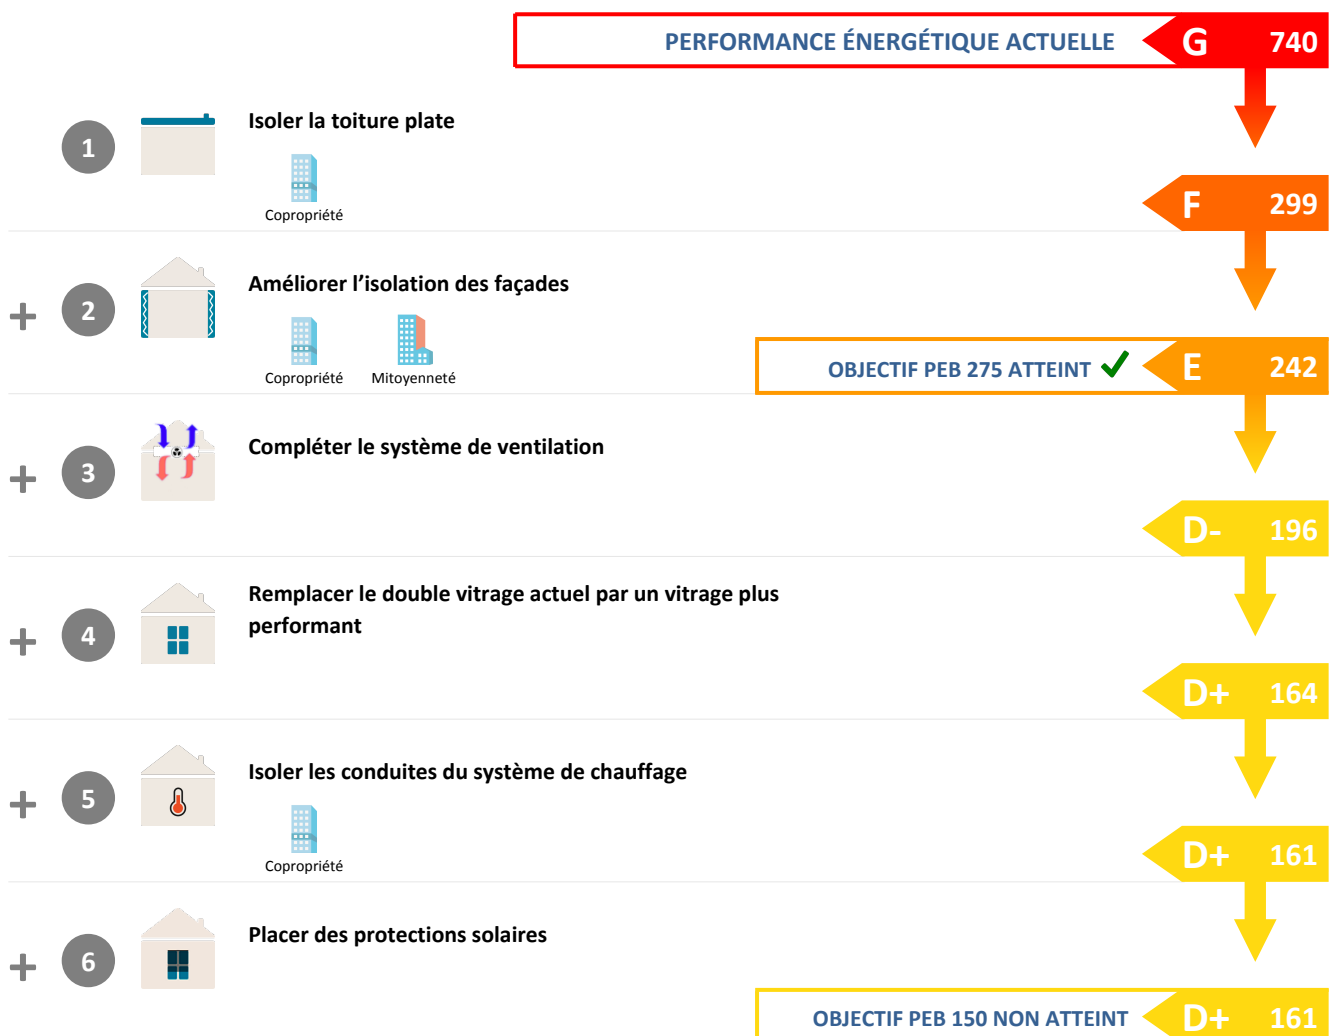 PERFORMANCE ÉNERGÉTIQUE ACTUELLE G 740
1 Isoler la toiture plate
Copropriété
F 299
+ 2 Améliorer l'isolation des façades
Copropriété Mitoyenneté
OBJECTIF PEB 275 ATTEINT ✓ E 242
+ 3 Compléter le système de ventilation
D- 196
+ 4 Remplacer le double vitrage actuel par un vitrage plus
performant
D+ 164
+ 5 Isoler les conduites du système de chauffage
Copropriété
D+ 161
+ 6 Placer des protections solaires
OBJECTIF PEB 150 NON ATTEINT D+ 161